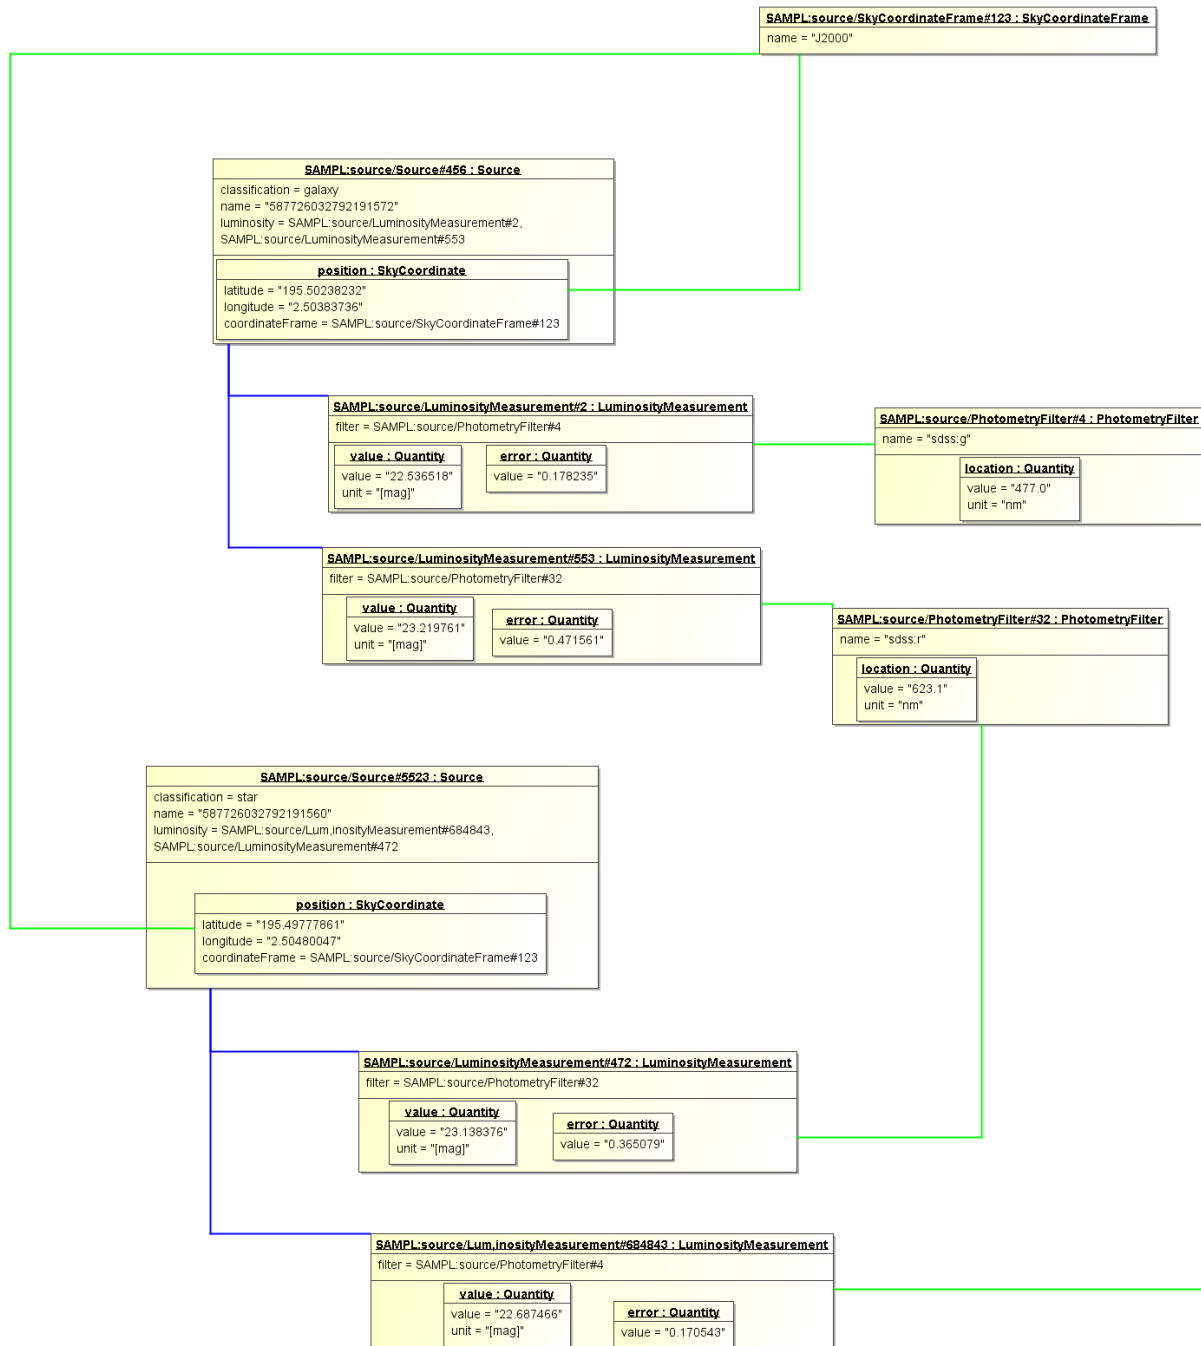 SAMPL:source/SkyCoordinateFrame#123 : SkyCoordinateFrame
name = "J2000"
SAMPL:source/Source#456 : Source
classification = galaxy
name = "587726032792191572"
luminosity = SAMPL:source/LuminosityMeasurement#2,
SAMPL:source/LuminosityMeasurement#553
position : SkyCoordinate
latitude = "195.50238232"
longitude = "2.50383736"
coordinateFrame = SAMPL:source/SkyCoordinateFrame#123
SAMPL:source/LuminosityMeasurement#2 : LuminosityMeasurement
filter = SAMPL:source/PhotometryFilter#4
value : Quantity
value = "22.536518"
unit = "[mag]"
error : Quantity
value = "0.178235"
SAMPL:source/PhotometryFilter#4 : PhotometryFilter
name = "sdss:g"
location : Quantity
value = "477.0"
unit = "nm"
SAMPL:source/LuminosityMeasurement#553 : LuminosityMeasurement
filter = SAMPL:source/PhotometryFilter#32
value : Quantity
value = "23.219761"
unit = "[mag]"
error : Quantity
value = "0.471561"
SAMPL:source/PhotometryFilter#32 : PhotometryFilter
name = "sdss:r"
location : Quantity
value = "623.1"
unit = "nm"
SAMPL:source/Source#5523 : Source
classification = star
name = "587726032792191560"
luminosity = SAMPL:source/Lum,inosityMeasurement#684843,
SAMPL:source/LuminosityMeasurement#472
position : SkyCoordinate
latitude = "195.49777861"
longitude = "2.50480047"
coordinateFrame = SAMPL:source/SkyCoordinateFrame#123
SAMPL:source/LuminosityMeasurement#472 : LuminosityMeasurement
filter = SAMPL:source/PhotometryFilter#32
value : Quantity
value = "23.138376"
unit = "[mag]"
error : Quantity
value = "0.365079"
SAMPL:source/Lum,inosityMeasurement#684843 : LuminosityMeasurement
filter = SAMPL:source/PhotometryFilter#4
value : Quantity
value = "22.687466"
unit = "[mag]"
error : Quantity
value = "0.170543"